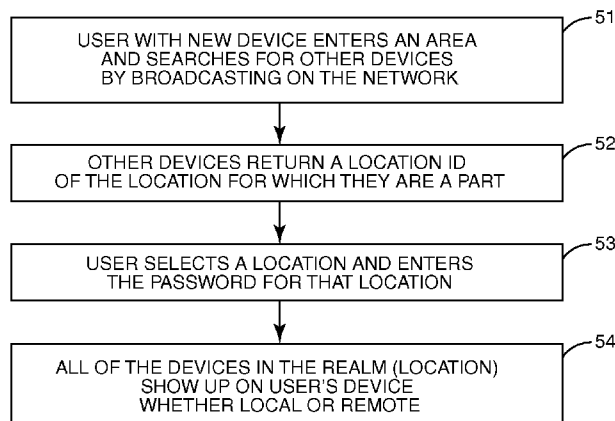 51
USER WITH NEW DEVICE ENTERS AN AREA
AND SEARCHES FOR OTHER DEVICES
BY BROADCASTING ON THE NETWORK
52
OTHER DEVICES RETURN A LOCATION ID
OF THE LOCATION FOR WHICH THEY ARE A PART
53
USER SELECTS A LOCATION AND ENTERS
THE PASSWORD FOR THAT LOCATION
54
ALL OF THE DEVICES IN THE REALM (LOCATION)
SHOW UP ON USER'S DEVICE
WHETHER LOCAL OR REMOTE